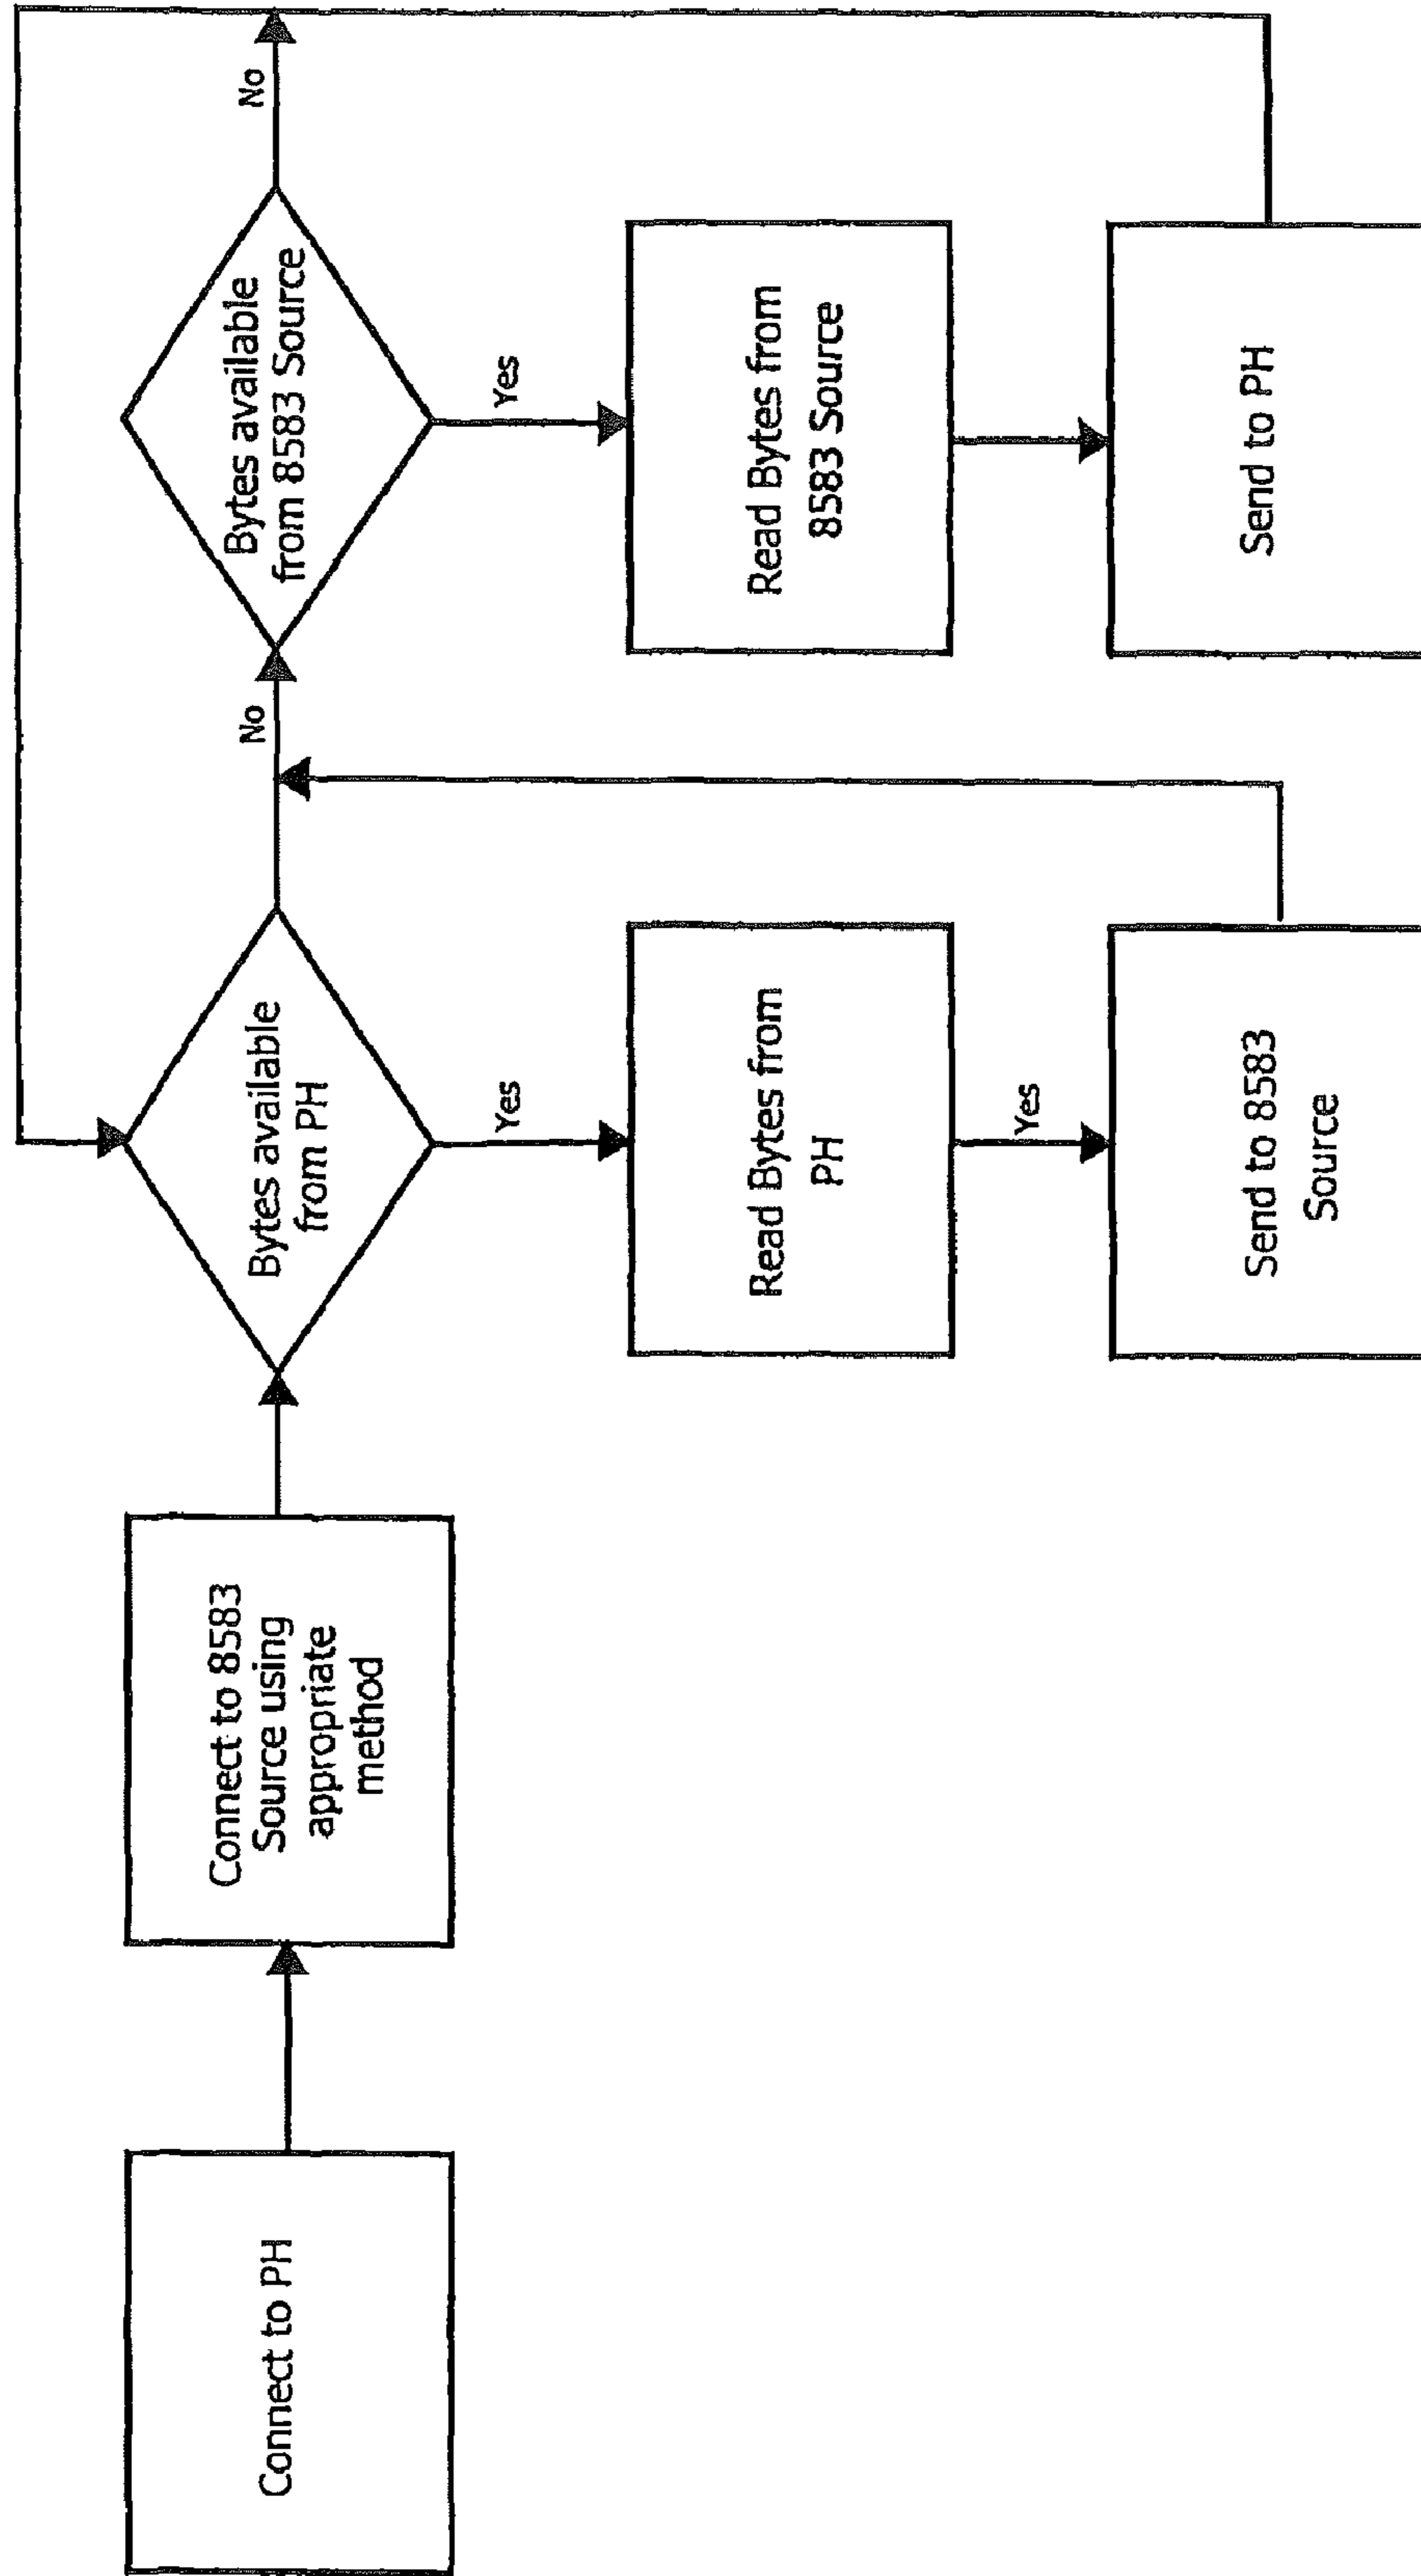 Connect to PH
Connect to 8583
Source using
appropriate
method
Bytes available
from PH
No
Bytes available
from 8583 Source
No
Yes
Yes
Read Bytes from
PH
Read Bytes from
8583 Source
Yes
Send to 8583
Source
Send to PH